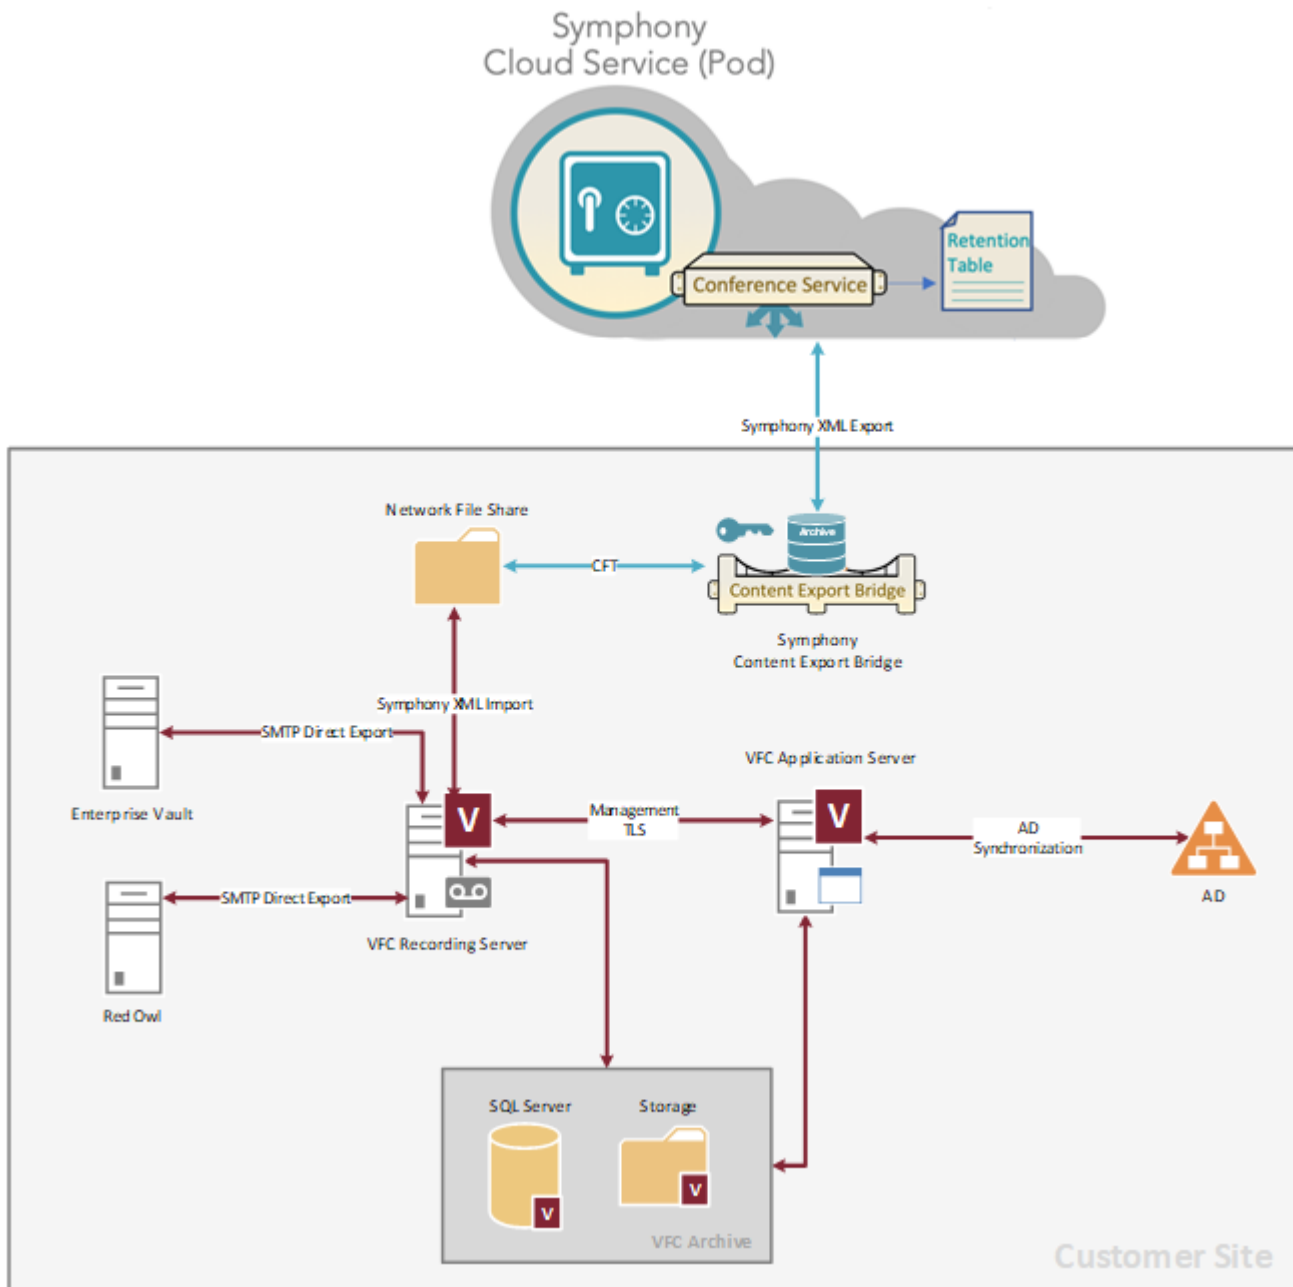 Symphony
Cloud Service (Pod)
Retention
Table
Conference Service
Symphony XML Export
Network File Share
Archive
CFT
Content Export Bridge
Symphony
Content Export Bridge
Symphony XML Import
SMTP Direct Export
VFC Application Server
Enterprise Vault
V
Management
TLS
V
AD
Synchronization
SMTP Direct Export
AD
VFC Recording Server
Red Owl
SQL Server
Storage
V
V
VFC Archive
Customer Site